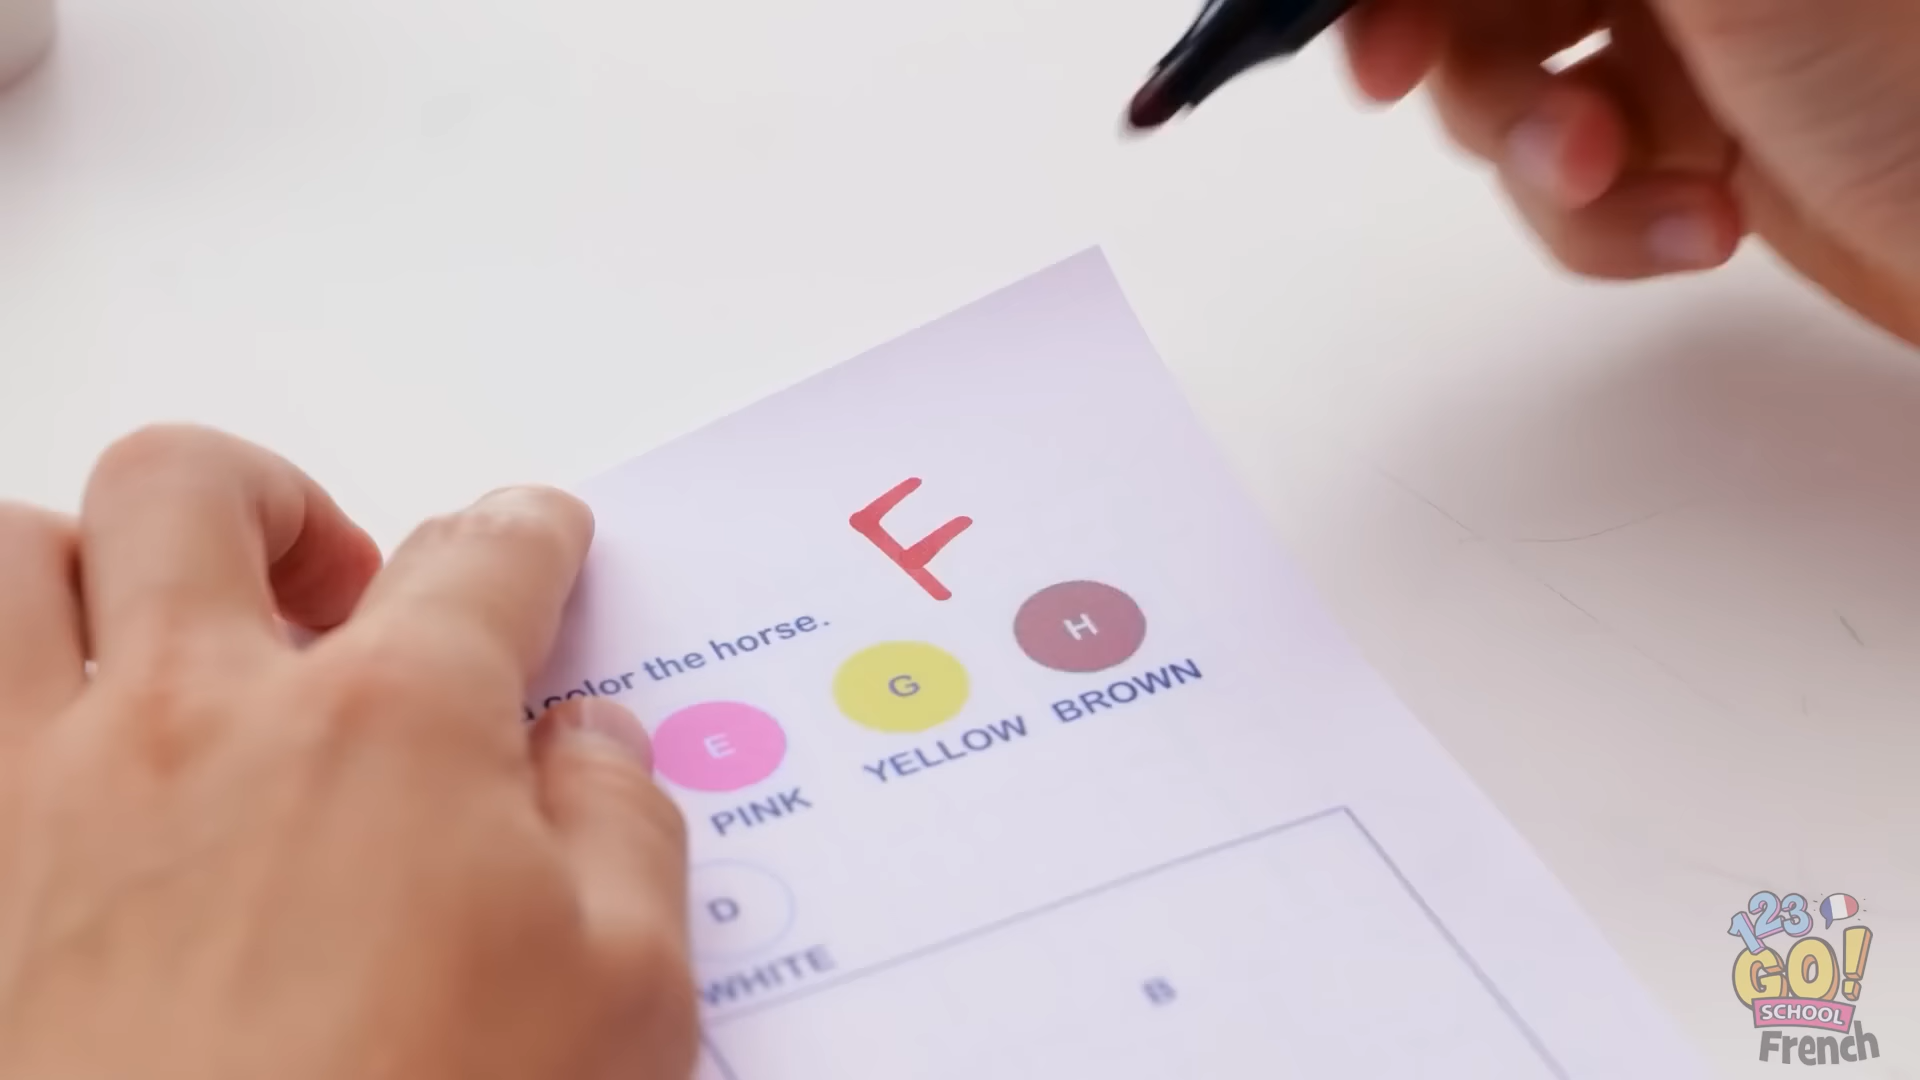 F
color the horse.
E G H
PINK YELLOW BROWN
D
WHITE
B
123
GO!
SCHOOL
French